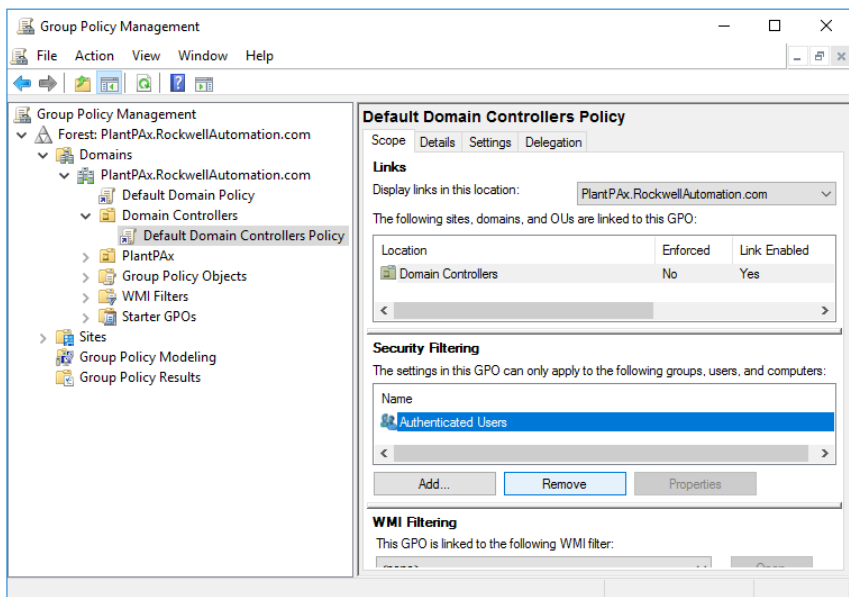 Group Policy Management
File Action View Window Help
Group Policy Management
Forest: PlantPAx.RockwellAutomation.com
Domains
PlantPAx.RockwellAutomation.com
Default Domain Policy
Domain Controllers
Default Domain Controllers Policy
PlantPAx
Group Policy Objects
WMI Filters
Starter GPOs
Sites
Group Policy Modeling
Group Policy Results
Default Domain Controllers Policy
Scope Details Settings Delegation
Links
Display links in this location: PlantPAx.RockwellAutomation.com
The following sites, domains, and OUs are linked to this GPO:
Location Enforced Link Enabled
Domain Controllers No Yes
Security Filtering
The settings in this GPO can only apply to the following groups, users, and computers:
Name
Authenticated Users
Add... Remove Properties
WMI Filtering
This GPO is linked to the following WMI filter: